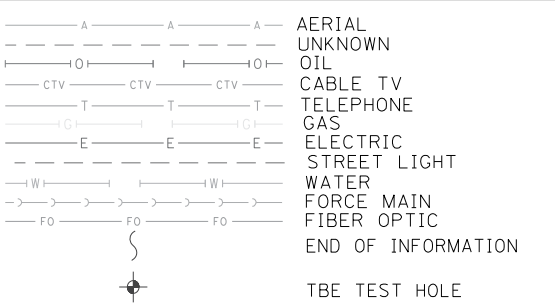 A A A AERIAL
UNKNOWN
O O OIL
CTV CTV CTV CABLE TV
T T T TELEPHONE
G G GAS
E E E ELECTRIC
STREET LIGHT
W W WATER
FORCE MAIN
FO FO FO FIBER OPTIC
END OF INFORMATION
TBE TEST HOLE